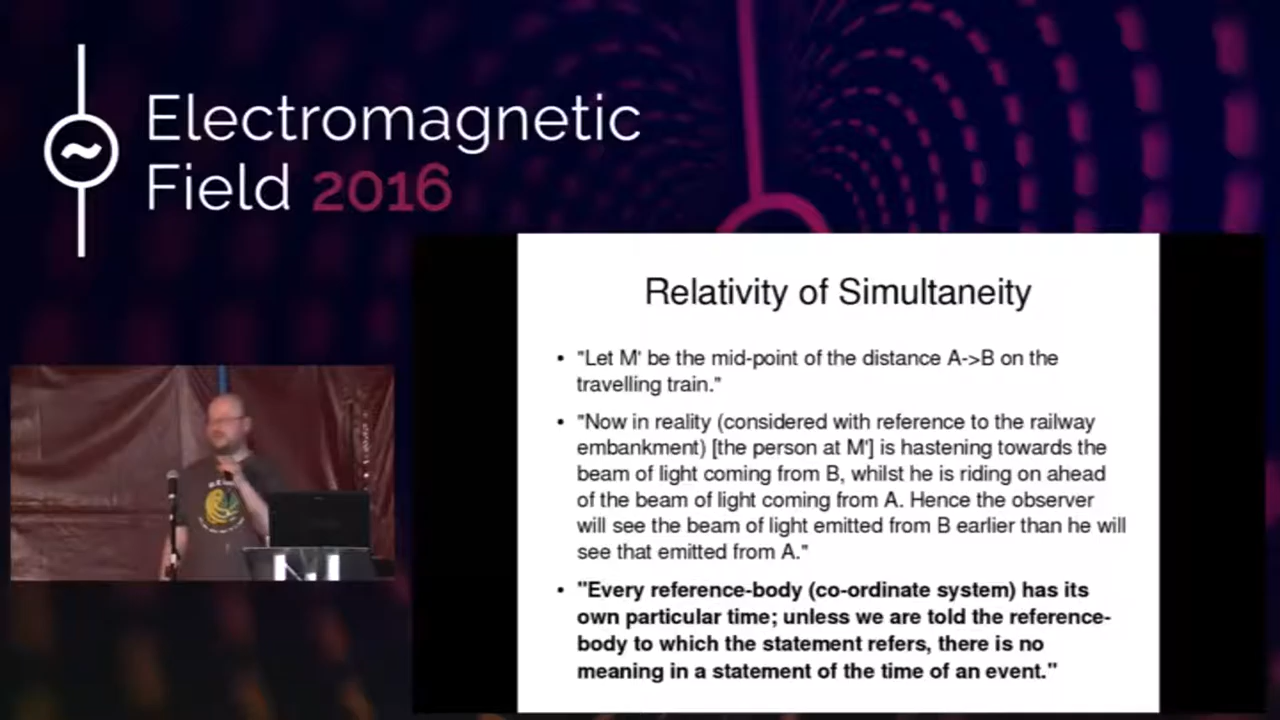 Electromagnetic
Field 2016
Relativity of Simultaneity
• "Let M' be the mid-point of the distance A->B on the
travelling train."
• "Now in reality (considered with reference to the railway
embankment) [the person at M'] is hastening towards the
beam of light coming from B, whilst he is riding on ahead
of the beam of light coming from A. Hence the observer
will see the beam of light emitted from B earlier than he will
see that emitted from A."
• "Every reference-body (co-ordinate system) has its
own particular time; unless we are told the reference-
body to which the statement refers, there is no
meaning in a statement of the time of an event."